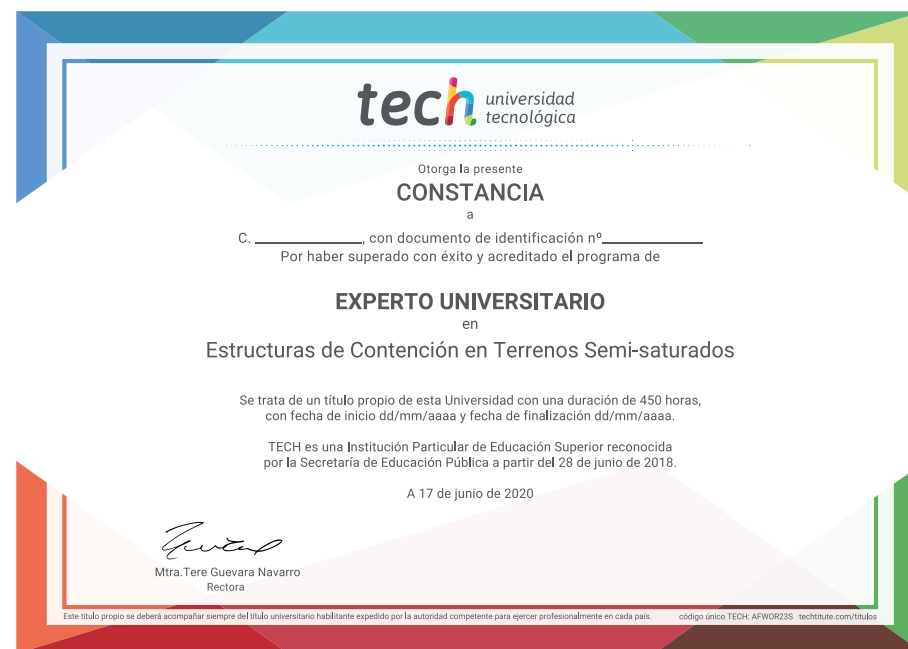 tech universidad
tecnológica
Otorga la presente
CONSTANCIA
a
C. ____________, con documento de identificación nº____________
Por haber superado con éxito y acreditado el programa de
EXPERTO UNIVERSITARIO
en
Estructuras de Contención en Terrenos Semi-saturados
Se trata de un título propio de esta Universidad con una duración de 450 horas,
con fecha de inicio dd/mm/aaaa y fecha de finalización dd/mm/aaaa.
TECH es una Institución Particular de Educación Superior reconocida
por la Secretaría de Educación Pública a partir del 28 de junio de 2018.
A 17 de junio de 2020
Mtra.Tere Guevara Navarro
Rectora
Este título propio se deberá acompañar siempre del título universitario habilitante expedido por la autoridad competente para ejercer profesionalmente en cada país. código único TECH: AFWOR23S techtitute.com/titulos